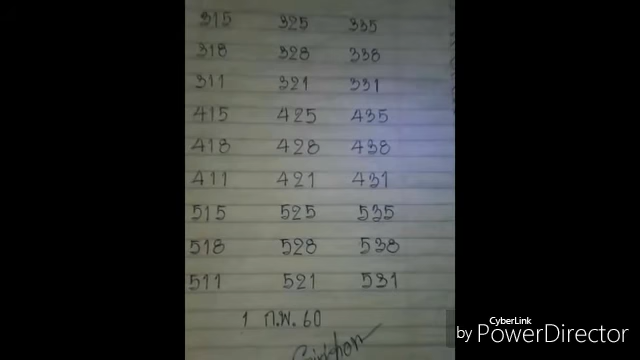 315 325 335
318 328 338
311 321 331
415 425 435
418 428 438
411 421 431
515 525 535
518 528 538
511 521 531
1 ก.พ. 60
CyberLink
by PowerDirector